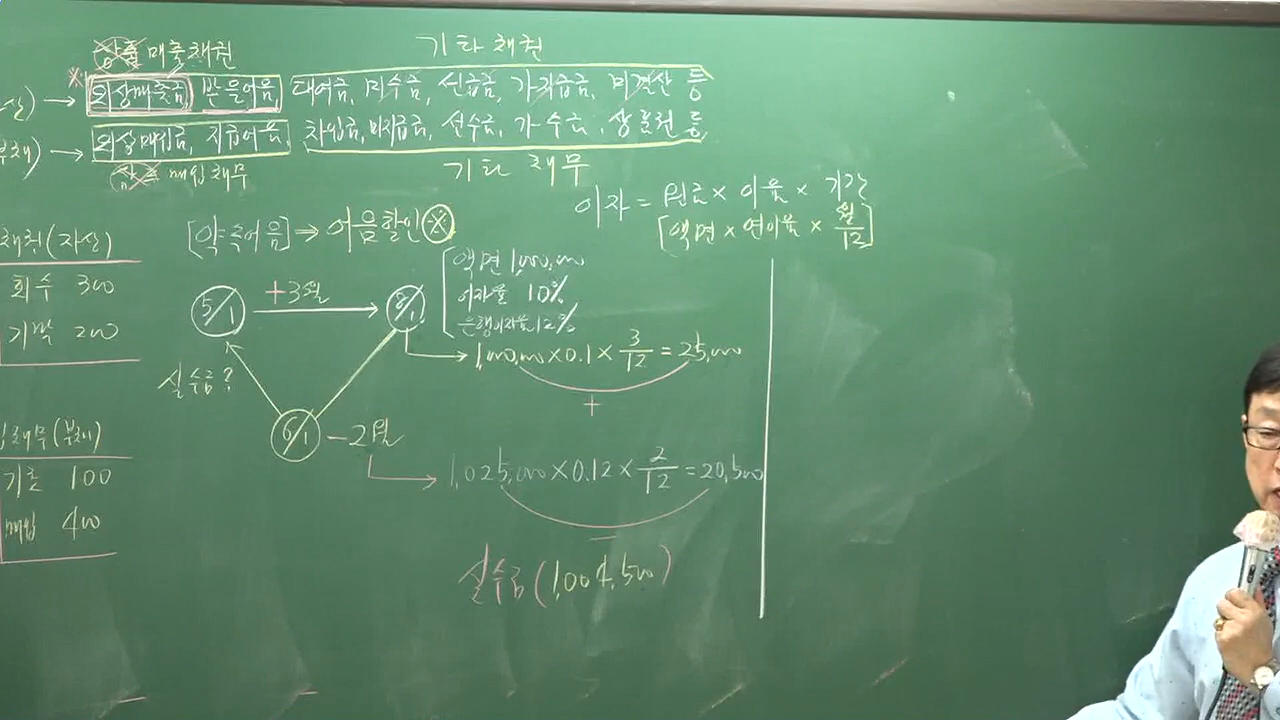 상출 매출채권
기타채권
※
산) → 외상매출금, 받을어음, 대여금, 미수금, 선급금, 가지급금, 미결산 등
부채) → 외상매입금, 지급어음, 차입금, 미지급금, 선수금, 가수금, 상품권 등
매입채무
기타 채무
이자 = 원금 × 이율 × 기간
[액면 × 연이율 × 월/12]
[약속어음] ⇒ 어음할인 ※
채권(자산)
회수 300
기말 200
5/1
+3월
8/1
액면 1,000,000
이자율 10%
은행이자율 12%
1,000,000 × 0.1 × 3/12 = 25,000
+
실수금?
6/1 -2월
채무(부채)
기초 100
매입 400
1,025,000 × 0.12 × 2/12 = 20,500
-
실수금 (1,004,500)